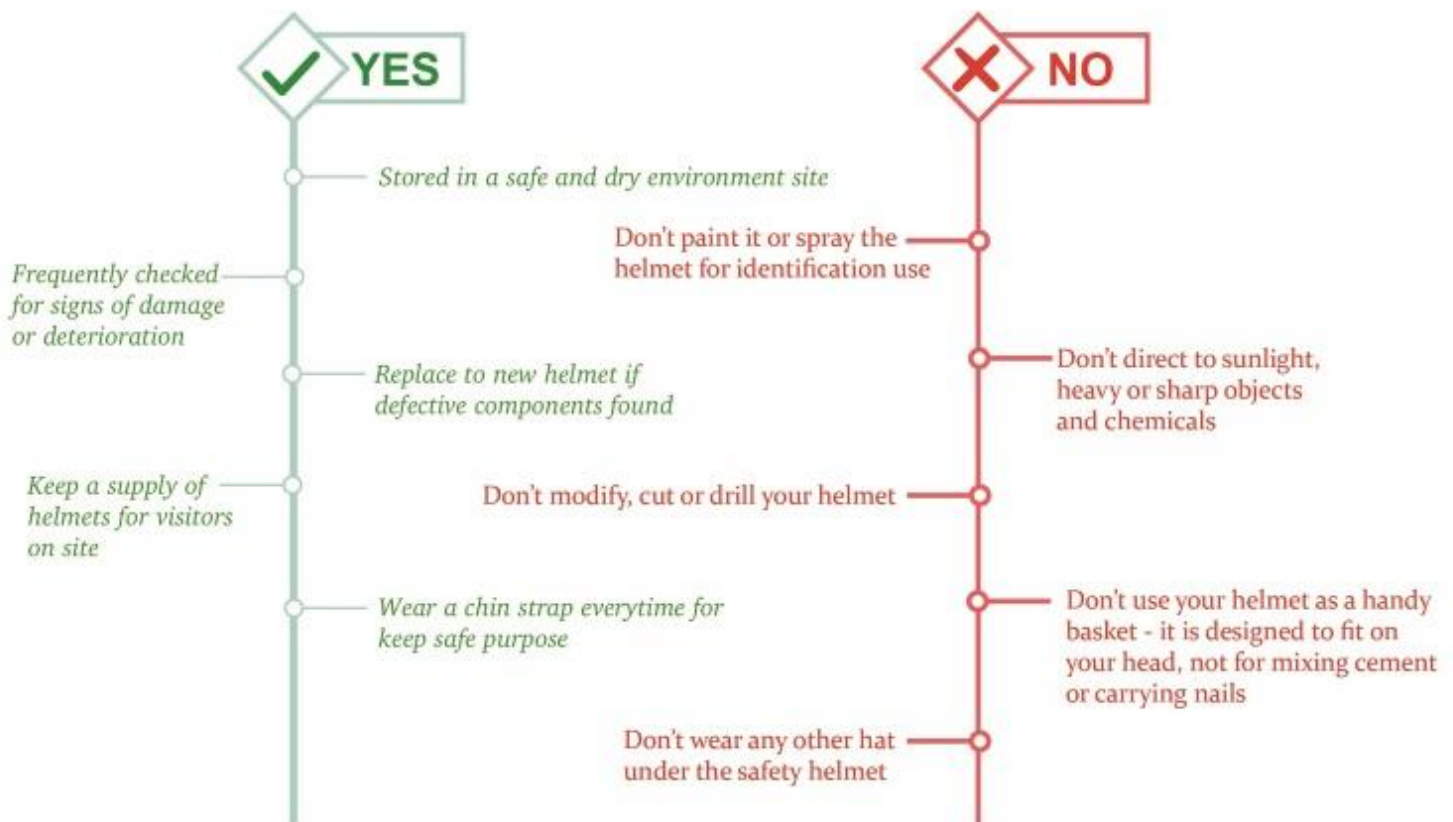 YES
Stored in a safe and dry environment site
Frequently checked
for signs of damage
or deterioration
Replace to new helmet if
defective components found
Keep a supply of
helmets for visitors
on site
Wear a chin strap everytime for
keep safe purpose
NO
Don't paint it or spray the
helmet for identification use
Don't direct to sunlight,
heavy or sharp objects
and chemicals
Don't modify, cut or drill your helmet
Don't use your helmet as a handy
basket - it is designed to fit on
your head, not for mixing cement
or carrying nails
Don't wear any other hat
under the safety helmet